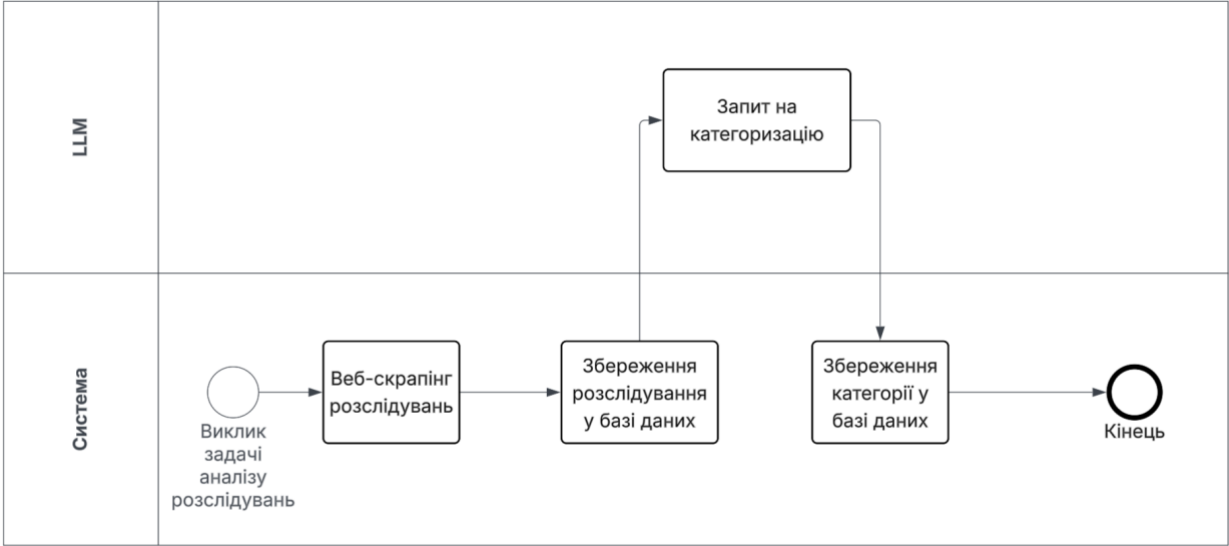 LLM
Запит на
категоризацію
Система
Виклик
задачі
аналізу
розслідувань
Веб-скрапінг
розслідувань
Збереження
розслідування
у базі даних
Збереження
категорії у
базі даних
Кінець